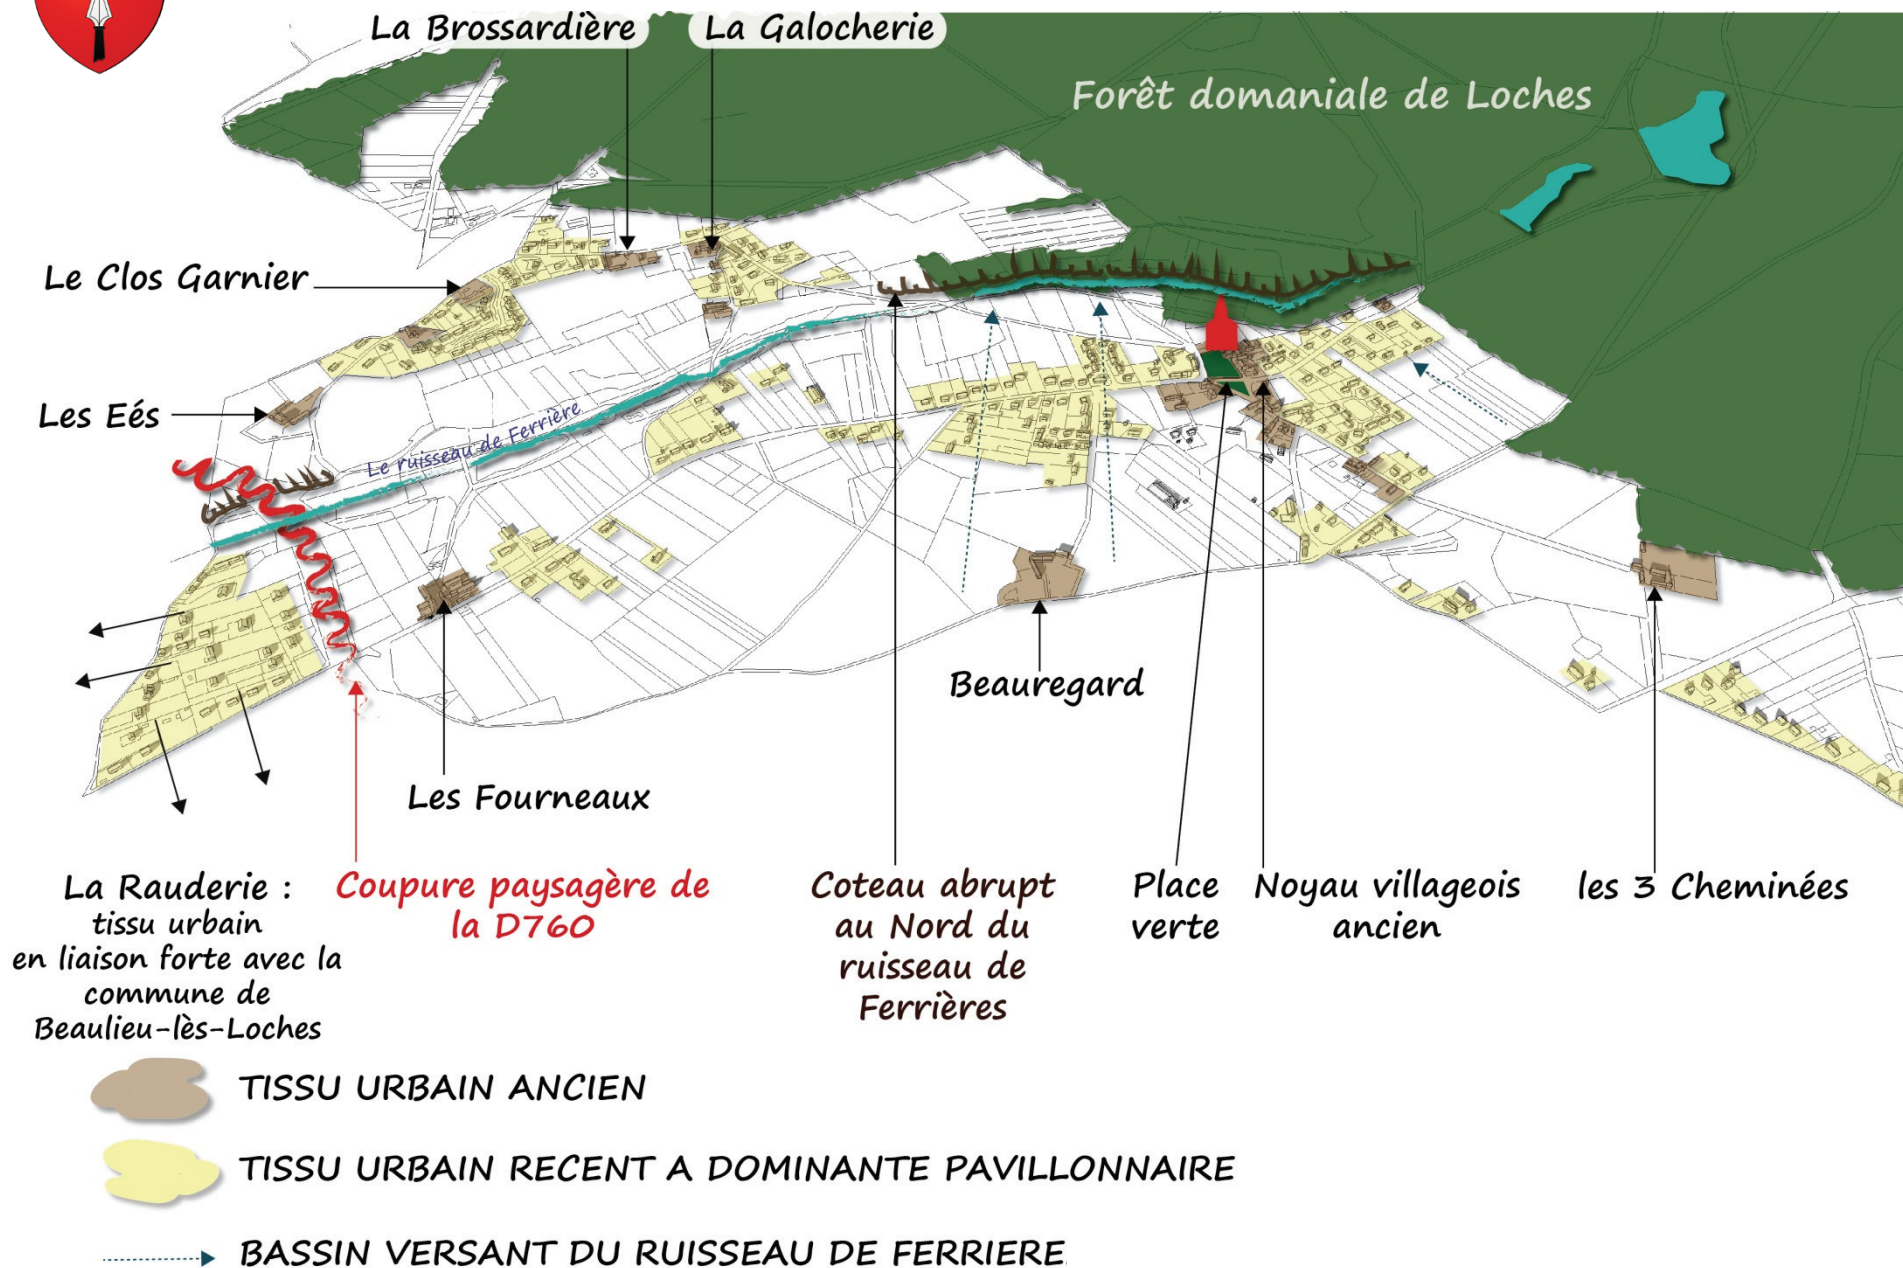 La Brossardière
La Galocherie
Forêt domaniale de Loches
Le Clos Garnier
Les Eés
Le ruisseau de Ferrière
Beauregard
Les Fourneaux
La Rauderie :
tissu urbain
en liaison forte avec la
commune de
Beaulieu-lès-Loches
Coupure paysagère de
la D760
Coteau abrupt
au Nord du
ruisseau de
Ferrières
Place
verte
Noyau villageois
ancien
les 3 Cheminées
TISSU URBAIN ANCIEN
TISSU URBAIN RECENT A DOMINANTE PAVILLONNAIRE
BASSIN VERSANT DU RUISSEAU DE FERRIERE